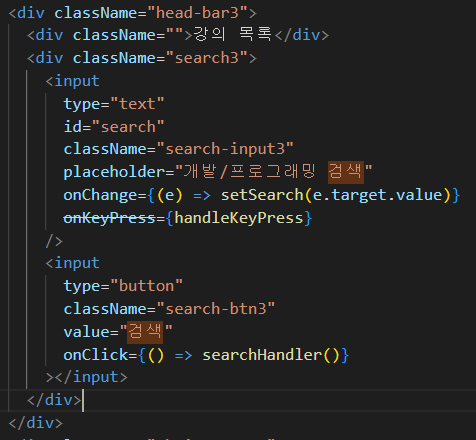 <div className="head-bar3">
<div className="">강의 목록</div>
<div className="search3">
<input
type="text"
id="search"
className="search-input3"
placeholder="개발/프로그래밍 검색"
onChange={(e) => setSearch(e.target.value)}
onKeyPress={handleKeyPress}
/>
<input
type="button"
className="search-btn3"
value="검색"
onClick={() => searchHandler()}
></input>
</div>
</div>